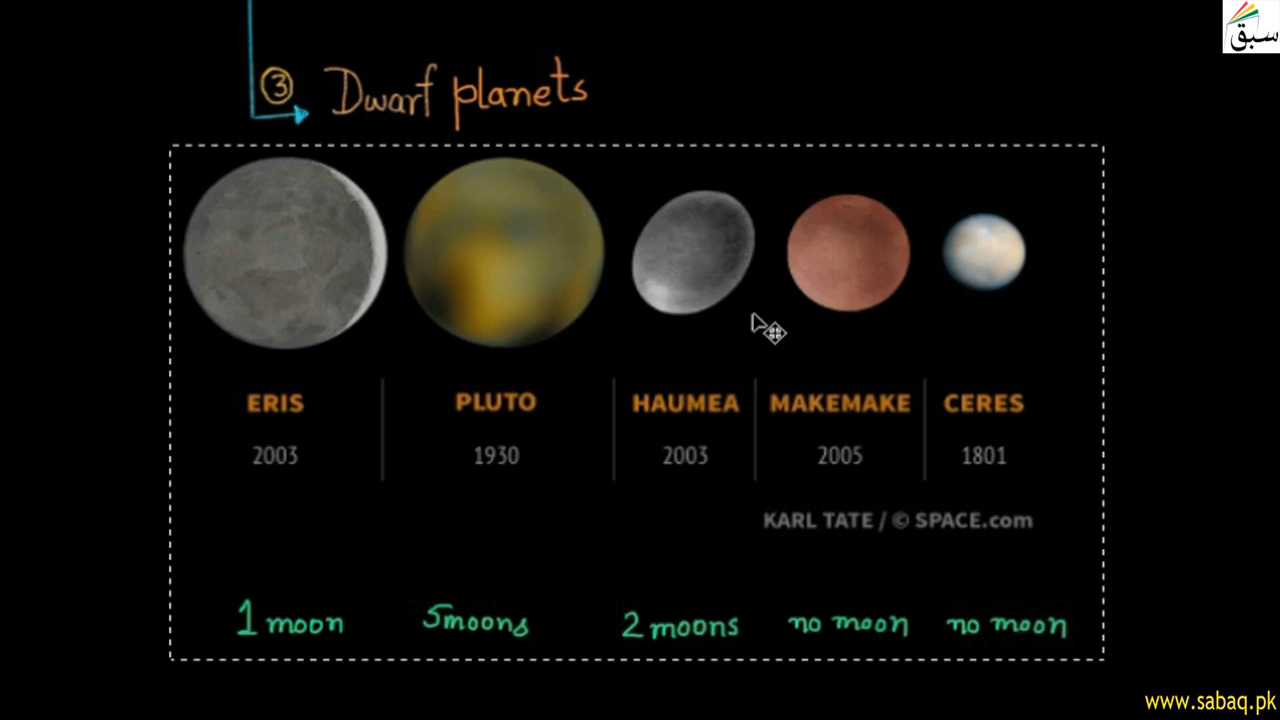 سبق
3 Dwarf planets
ERIS PLUTO HAUMEA MAKEMAKE CERES
2003 1930 2003 2005 1801
KARL TATE / © SPACE.com
1 moon 5moons 2 moons no moon no moon
www.sabaq.pk